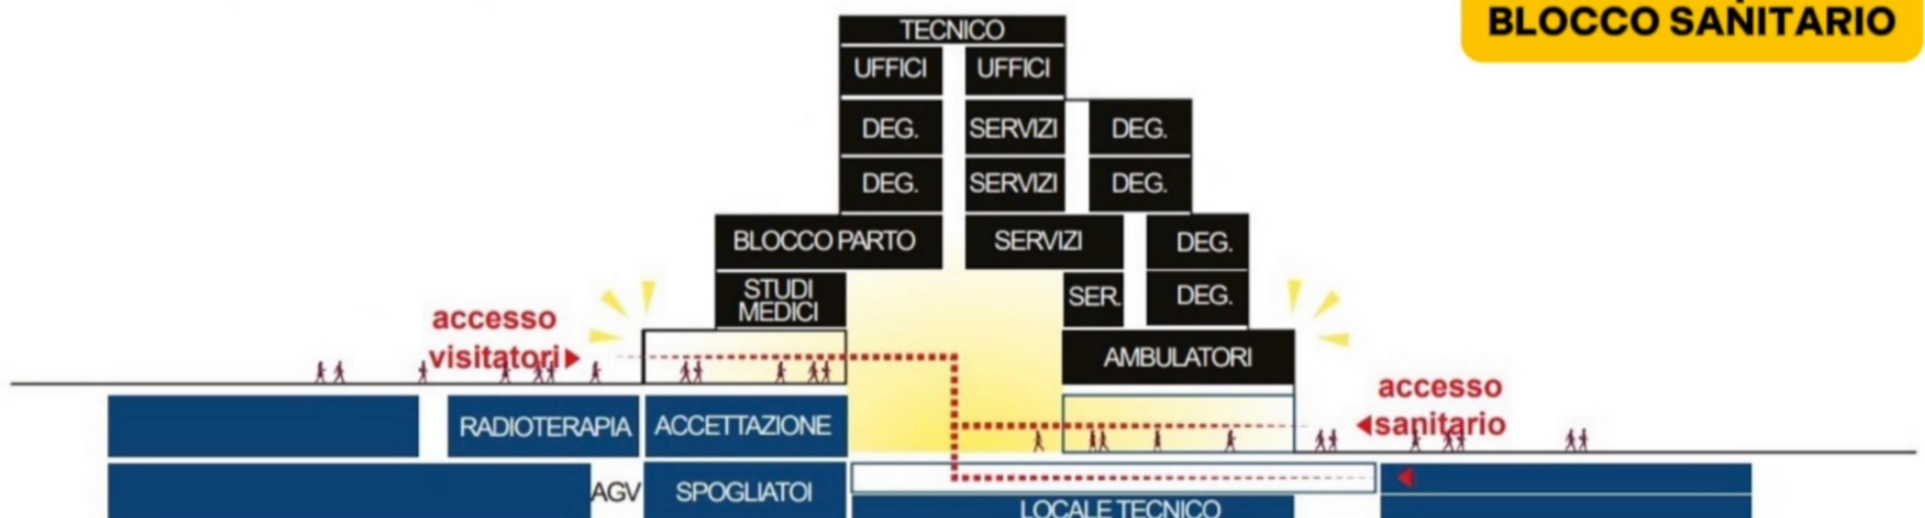 BLOCCO SANITARIO
TECNICO
UFFICI UFFICI
DEG. SERVIZI DEG.
DEG. SERVIZI DEG.
BLOCCO PARTO SERVIZI DEG.
STUDI
MEDICI
SER. DEG.
accesso
visitatori
AMBULATORI
accesso
sanitario
RADIOTERAPIA ACCETTAZIONE
AGV SPOGLIATOI
LOCALE TECNICO